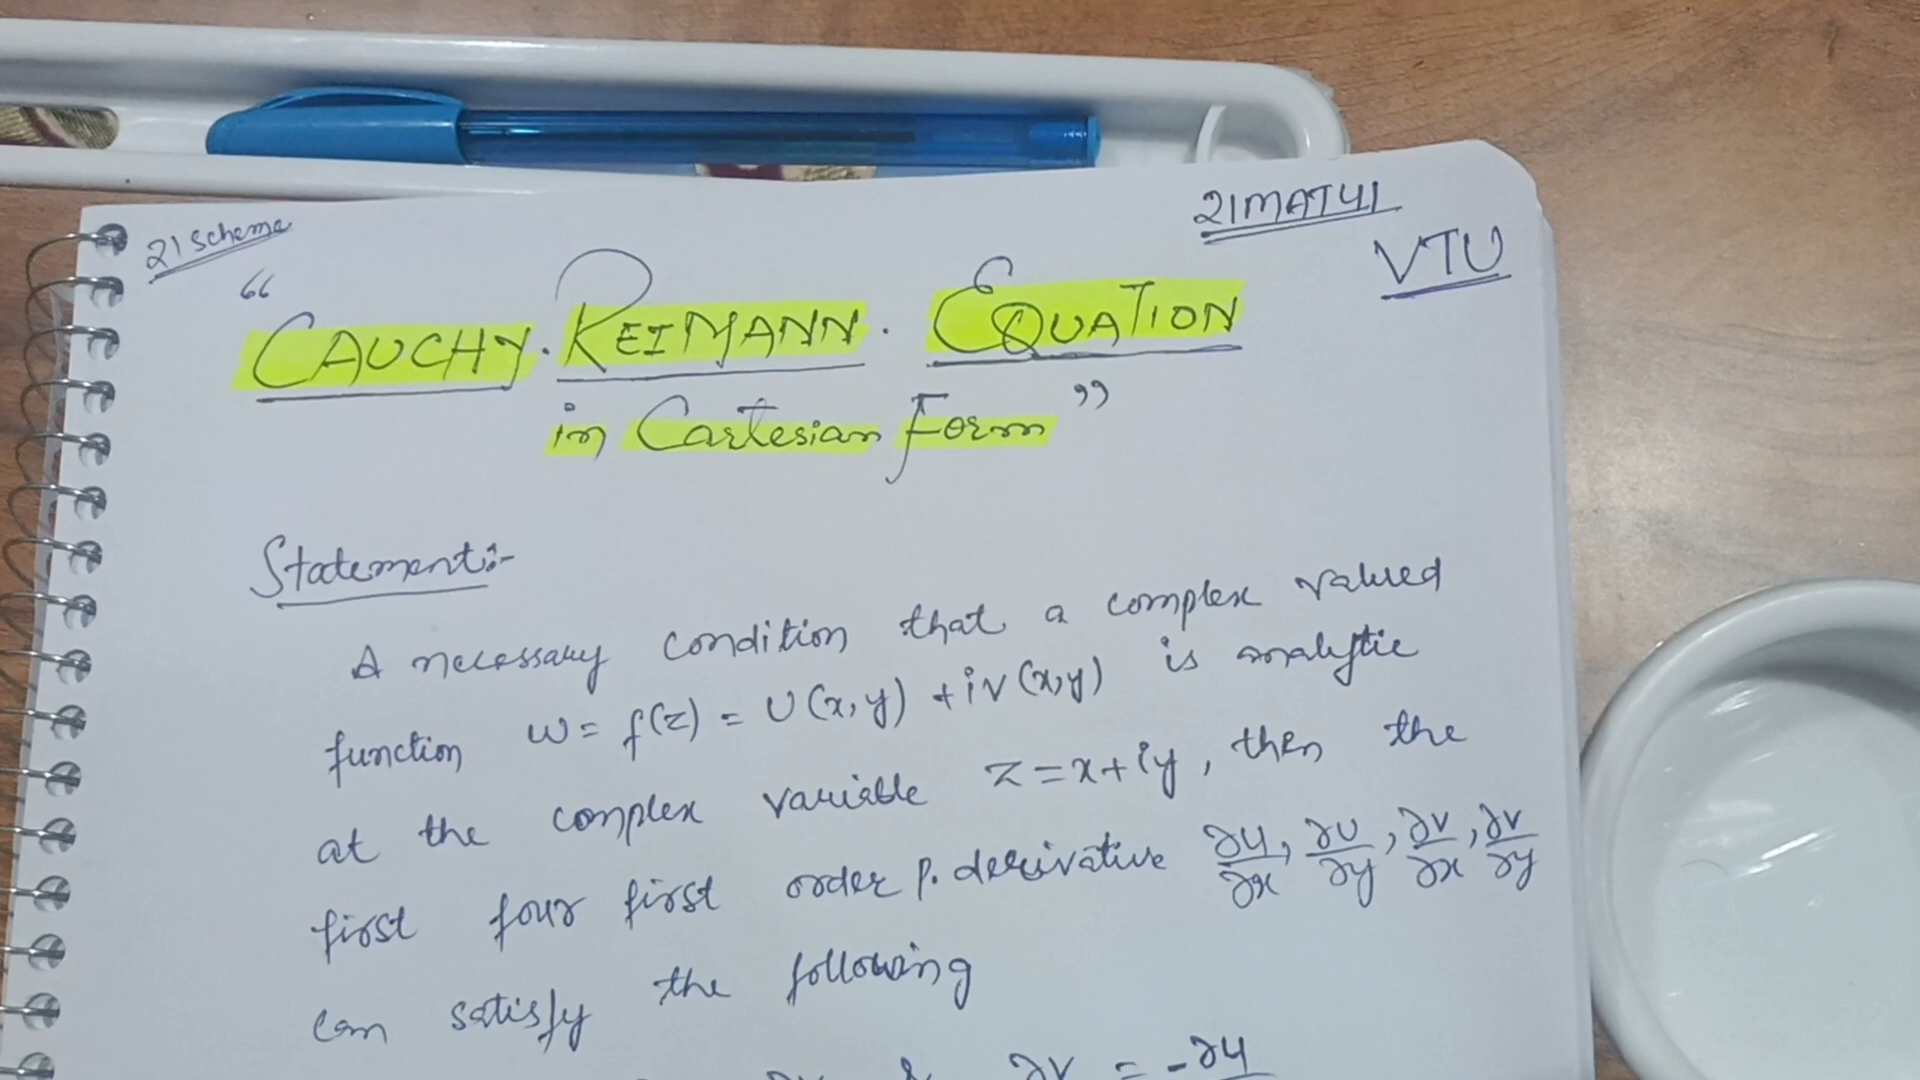 21 Scheme
21MAT41
VTU
“CAUCHY. REIMANN. EQUATION
in Cartesian Form”
Statement:-
A necessary condition that a complex valued
function w = f(z) = U(x,y) + iv(x,y) is analytic
at the complex variable z = x+iy, then the
first four first order p. derivative ∂u/∂x, ∂U/∂y, ∂v/∂x, ∂v/∂y
can satisfy the following
& ∂v = -∂u